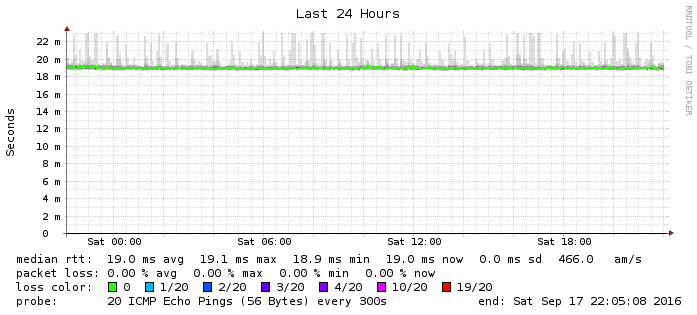 Last 24 Hours
RRDTOOL / TOBI OETIKER
Seconds
22 m
20 m
18 m
16 m
14 m
12 m
10 m
8 m
6 m
4 m
2 m
0
Sat 00:00 Sat 06:00 Sat 12:00 Sat 18:00
median rtt: 19.0 ms avg 19.1 ms max 18.9 ms min 19.0 ms now 0.0 ms sd 466.0 am/s
packet loss: 0.00 % avg 0.00 % max 0.00 % min 0.00 % now
loss color: 0 1/20 2/20 3/20 4/20 10/20 19/20
probe: 20 ICMP Echo Pings (56 Bytes) every 300s end: Sat Sep 17 22:05:08 2016